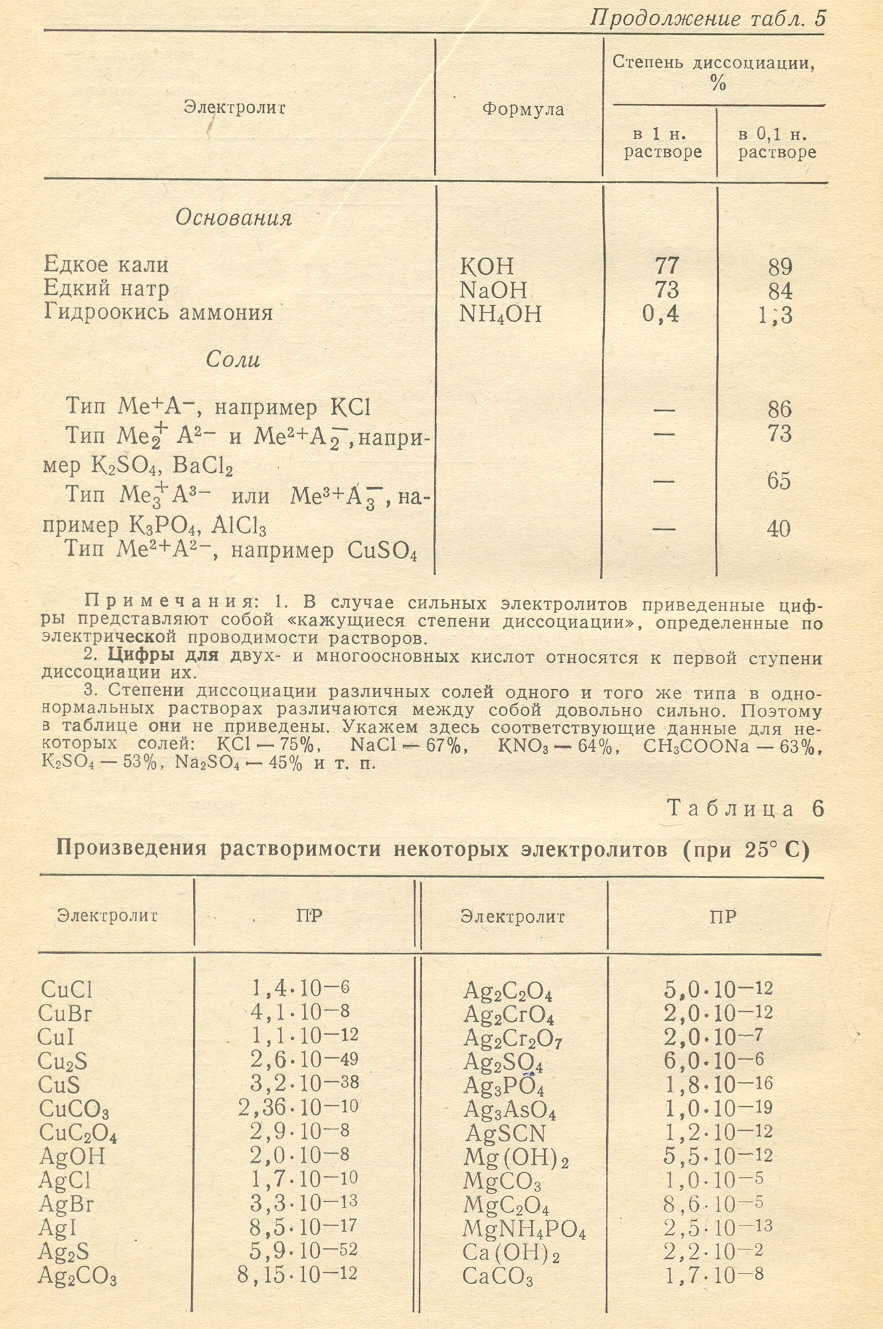 Продолжение табл. 5
Электролит Формула Степень диссоциации, %
в 1 н. растворе в 0,1 н. растворе
Основания
Едкое кали KOH 77 89
Едкий натр NaOH 73 84
Гидроокись аммония NH₄OH 0,4 1,3
Соли
Тип Me⁺A⁻, например KCl — 86
Тип Me₂⁺A²⁻ и Me²⁺A₂⁻, напри- — 73
мер K₂SO₄, BaCl₂
Тип Me₃⁺A³⁻ или Me³⁺A₃⁻, на- — 65
пример K₃PO₄, AlCl₃ — 40
Тип Me²⁺A²⁻, например CuSO₄
Примечания: 1. В случае сильных электролитов приведенные циф-
ры представляют собой «кажущиеся степени диссоциации», определенные по
электрической проводимости растворов.
2. Цифры для двух- и многоосновных кислот относятся к первой ступени
диссоциации их.
3. Степени диссоциации различных солей одного и того же типа в одно-
нормальных растворах различаются между собой довольно сильно. Поэтому
в таблице они не приведены. Укажем здесь соответствующие данные для не-
которых солей: KCl — 75%, NaCl — 67%, KNO₃ — 64%, CH₃COONa — 63%,
K₂SO₄ — 53%, Na₂SO₄ — 45% и т. п.
Таблица 6
Произведения растворимости некоторых электролитов (при 25° С)
Электролит ПР Электролит ПР
CuCl 1,4·10⁻⁶ Ag₂C₂O₄ 5,0·10⁻¹²
CuBr 4,1·10⁻⁸ Ag₂CrO₄ 2,0·10⁻¹²
CuI 1,1·10⁻¹² Ag₂Cr₂O₇ 2,0·10⁻⁷
Cu₂S 2,6·10⁻⁴⁹ Ag₂SO₄ 6,0·10⁻⁶
CuS 3,2·10⁻³⁸ Ag₃PO₄ 1,8·10⁻¹⁶
CuCO₃ 2,36·10⁻¹⁰ Ag₃AsO₄ 1,0·10⁻¹⁹
CuC₂O₄ 2,9·10⁻⁸ AgSCN 1,2·10⁻¹²
AgOH 2,0·10⁻⁸ Mg(OH)₂ 5,5·10⁻¹²
AgCl 1,7·10⁻¹⁰ MgCO₃ 1,0·10⁻⁵
AgBr 3,3·10⁻¹³ MgC₂O₄ 8,6·10⁻⁵
AgI 8,5·10⁻¹⁷ MgNH₄PO₄ 2,5·10⁻¹³
Ag₂S 5,9·10⁻⁵² Ca(OH)₂ 2,2·10⁻²
Ag₂CO₃ 8,15·10⁻¹² CaCO₃ 1,7·10⁻⁸